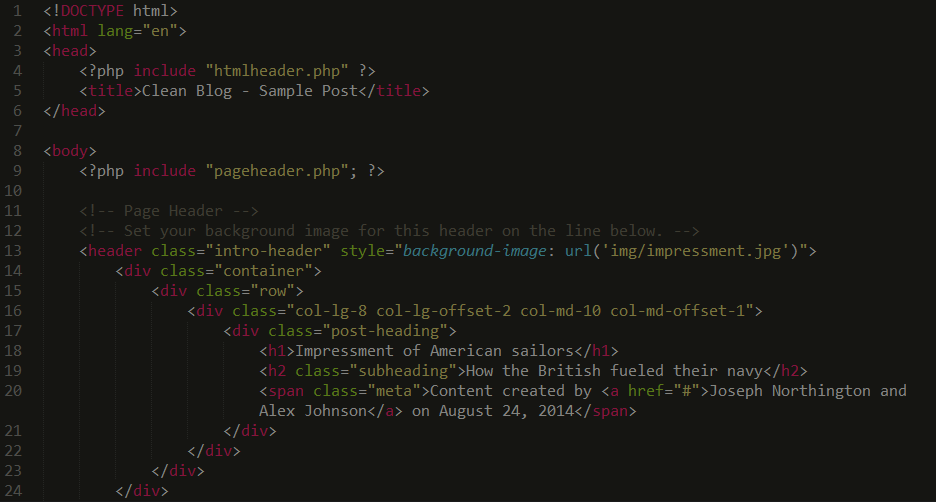 1 <!DOCTYPE html>
2 <html lang="en">
3 <head>
4     <?php include "htmlheader.php" ?>
5     <title>Clean Blog - Sample Post</title>
6 </head>
7
8 <body>
9     <?php include "pageheader.php"; ?>
10
11     <!-- Page Header -->
12     <!-- Set your background image for this header on the line below. -->
13     <header class="intro-header" style="background-image: url('img/impressment.jpg')">
14         <div class="container">
15             <div class="row">
16                 <div class="col-lg-8 col-lg-offset-2 col-md-10 col-md-offset-1">
17                     <div class="post-heading">
18                         <h1>Impressment of American sailors</h1>
19                         <h2 class="subheading">How the British fueled their navy</h2>
20                         <span class="meta">Content created by <a href="#">Joseph Northington and
                        Alex Johnson</a> on August 24, 2014</span>
21                     </div>
22                 </div>
23             </div>
24         </div>